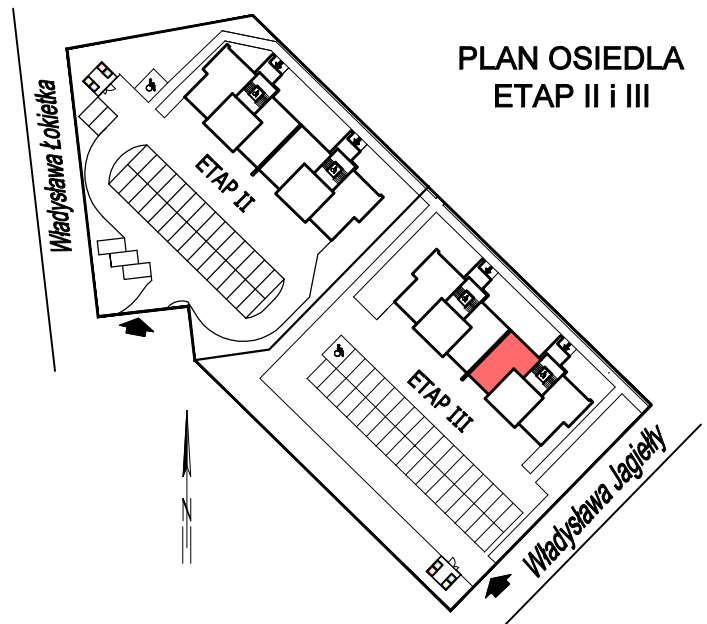 PLAN OSIEDLA
ETAP II i III
Władysława Łokietka
ETAP II
ETAP III
Władysława Jagiełły
N